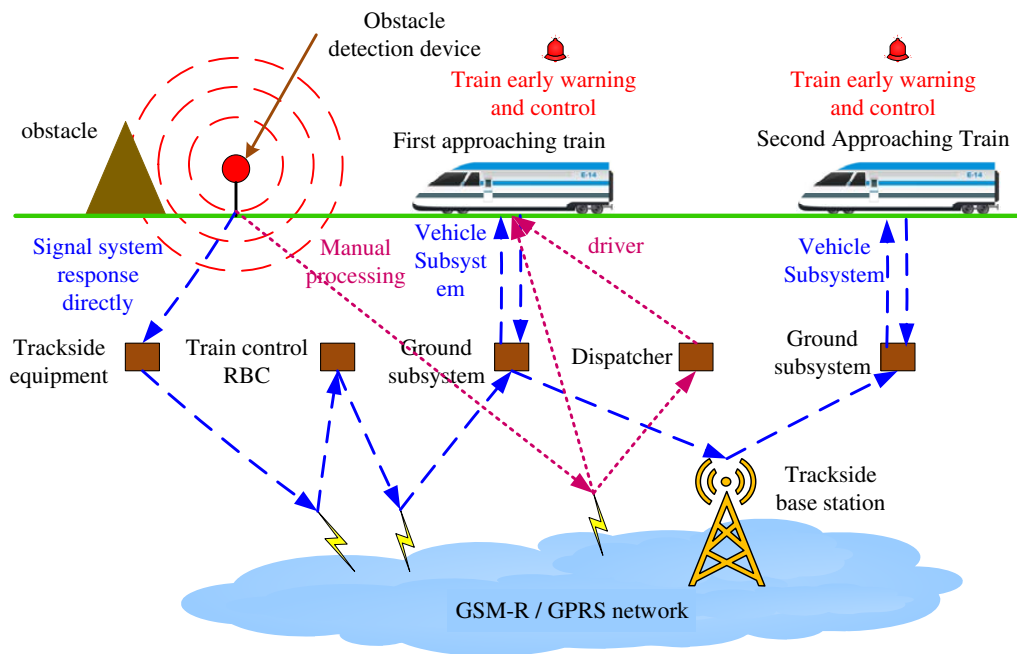 Obstacle
detection device
Train early warning
and control
Train early warning
and control
obstacle
First approaching train
Second Approaching Train
E-14
E-14
Signal system
response
directly
Manual
processing
Vehicle
Subsyst
em
driver
Vehicle
Subsystem
Trackside
equipment
Train control
RBC
Ground
subsystem
Dispatcher
Ground
subsystem
Trackside
base station
GSM-R / GPRS network